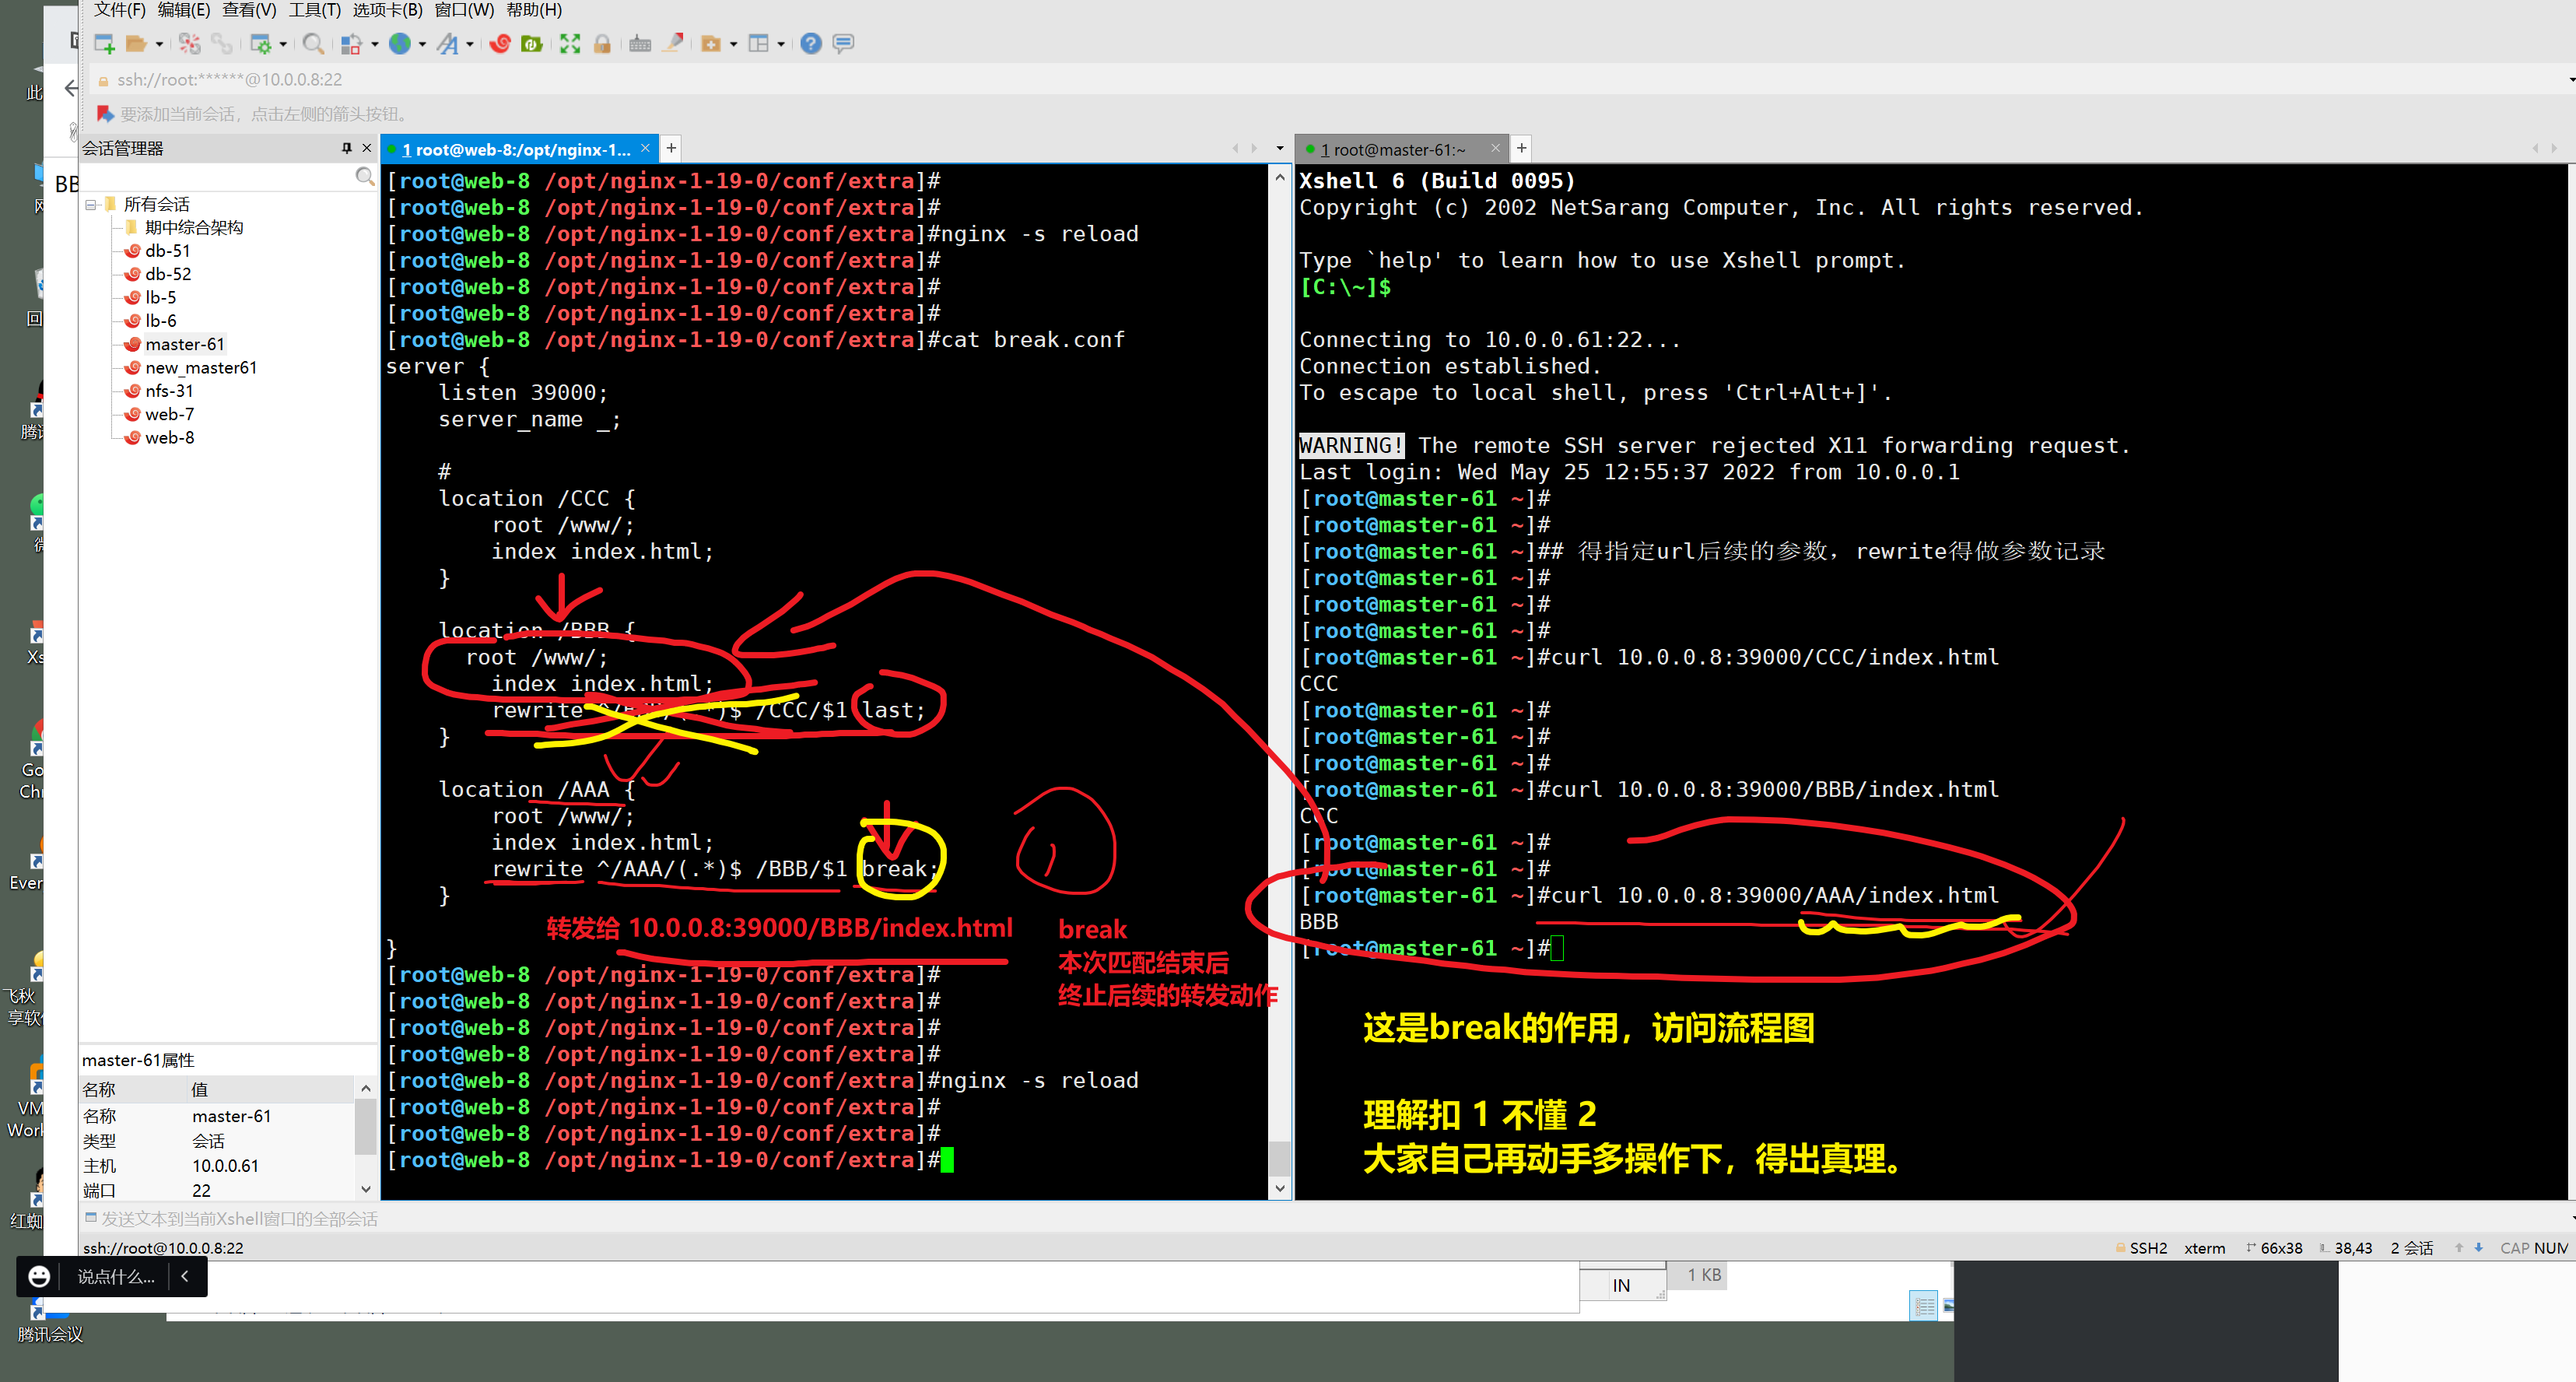 文件(F) 编辑(E) 查看(V) 工具(T) 选项卡(B) 窗口(W) 帮助(H)
ssh://root:******@10.0.0.8:22
要添加当前会话，点击左侧的箭头按钮。
会话管理器
所有会话
期中综合架构
db-51
db-52
lb-5
lb-6
master-61
new_master61
nfs-31
web-7
web-8
master-61属性
名称 值
名称 master-61
类型 会话
主机 10.0.0.61
端口 22
1 root@web-8:/opt/nginx-1...
[root@web-8 /opt/nginx-1-19-0/conf/extra]#
[root@web-8 /opt/nginx-1-19-0/conf/extra]#
[root@web-8 /opt/nginx-1-19-0/conf/extra]#nginx -s reload
[root@web-8 /opt/nginx-1-19-0/conf/extra]#
[root@web-8 /opt/nginx-1-19-0/conf/extra]#
[root@web-8 /opt/nginx-1-19-0/conf/extra]#
[root@web-8 /opt/nginx-1-19-0/conf/extra]#cat break.conf
server {
listen 39000;
server_name _;
#
location /CCC {
root /www/;
index index.html;
}
location /BBB {
root /www/;
index index.html;
rewrite $ /CCC/$1 last;
}
location /AAA {
root /www/;
index index.html;
rewrite ^/AAA/(.*)$ /BBB/$1 break;
}
转发给 10.0.0.8:39000/BBB/index.html
break
本次匹配结束后
终止后续的转发动作
}
[root@web-8 /opt/nginx-1-19-0/conf/extra]#
[root@web-8 /opt/nginx-1-19-0/conf/extra]#
[root@web-8 /opt/nginx-1-19-0/conf/extra]#
[root@web-8 /opt/nginx-1-19-0/conf/extra]#
[root@web-8 /opt/nginx-1-19-0/conf/extra]#nginx -s reload
[root@web-8 /opt/nginx-1-19-0/conf/extra]#
[root@web-8 /opt/nginx-1-19-0/conf/extra]#
[root@web-8 /opt/nginx-1-19-0/conf/extra]#
1 root@master-61:~
Xshell 6 (Build 0095)
Copyright (c) 2002 NetSarang Computer, Inc. All rights reserved.
Type `help' to learn how to use Xshell prompt.
[C:\~]$
Connecting to 10.0.0.61:22...
Connection established.
To escape to local shell, press 'Ctrl+Alt+]'.
WARNING! The remote SSH server rejected X11 forwarding request.
Last login: Wed May 25 12:55:37 2022 from 10.0.0.1
[root@master-61 ~]#
[root@master-61 ~]#
[root@master-61 ~]## 得指定url后续的参数，rewrite得做参数记录
[root@master-61 ~]#
[root@master-61 ~]#
[root@master-61 ~]#
[root@master-61 ~]#curl 10.0.0.8:39000/CCC/index.html
CCC
[root@master-61 ~]#
[root@master-61 ~]#
[root@master-61 ~]#
[root@master-61 ~]#curl 10.0.0.8:39000/BBB/index.html
CCC
[root@master-61 ~]#
[root@master-61 ~]#
[root@master-61 ~]#curl 10.0.0.8:39000/AAA/index.html
BBB
[root@master-61 ~]#
这是break的作用，访问流程图
理解扣 1 不懂 2
大家自己再动手多操作下，得出真理。
发送文本到当前Xshell窗口的全部会话
ssh://root@10.0.0.8:22
SSH2 xterm 66x38 38,43 2 会话 CAP NUM
说点什么...
IN
1 KB
BB
此
网
回
腾讯
微
Xs
Go
Chr
Ever
飞秋
享软件
VM
Work
红蜘
腾讯会议